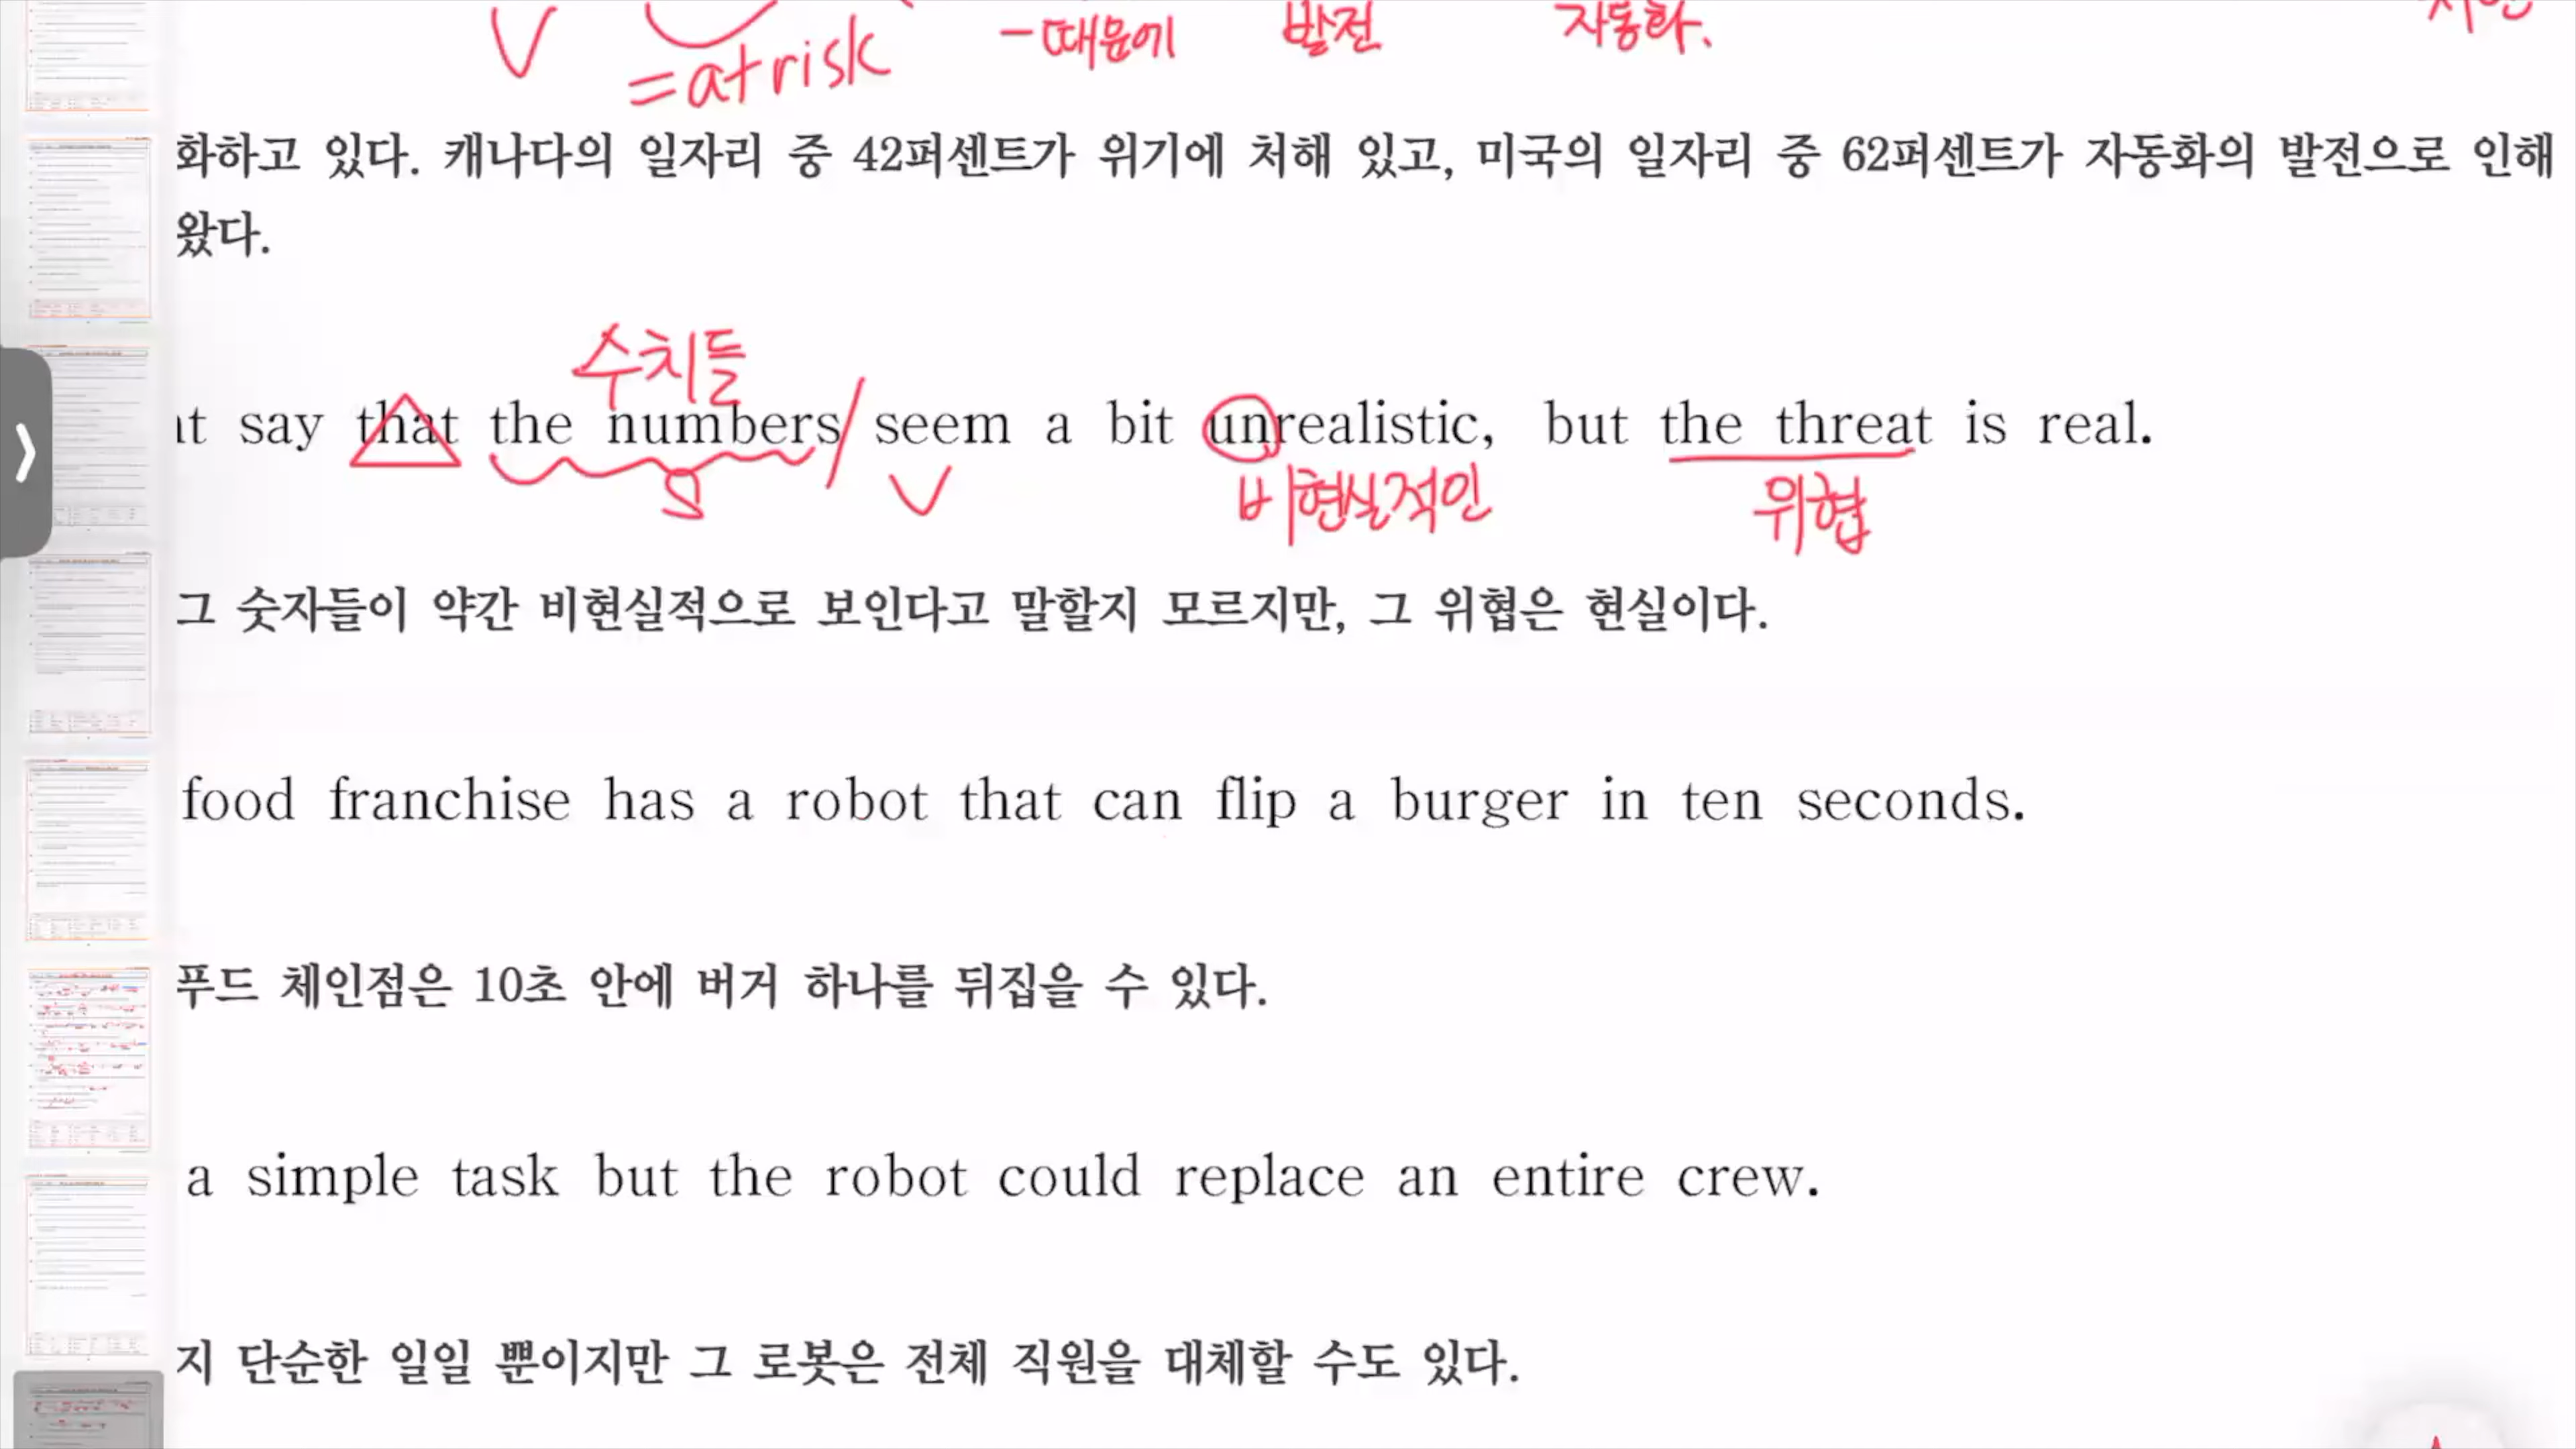 V
=at risk
-때문에 발전 자동화.
화하고 있다. 캐나다의 일자리 중 42퍼센트가 위기에 처해 있고, 미국의 일자리 중 62퍼센트가 자동화의 발전으로 인해
왔다.
수치들
say that the numbers / seem a bit unrealistic, but the threat is real.
S V 비현실적인 위협
그 숫자들이 약간 비현실적으로 보인다고 말할지 모르지만, 그 위협은 현실이다.
food franchise has a robot that can flip a burger in ten seconds.
푸드 체인점은 10초 안에 버거 하나를 뒤집을 수 있다.
a simple task but the robot could replace an entire crew.
지 단순한 일일 뿐이지만 그 로봇은 전체 직원을 대체할 수도 있다.